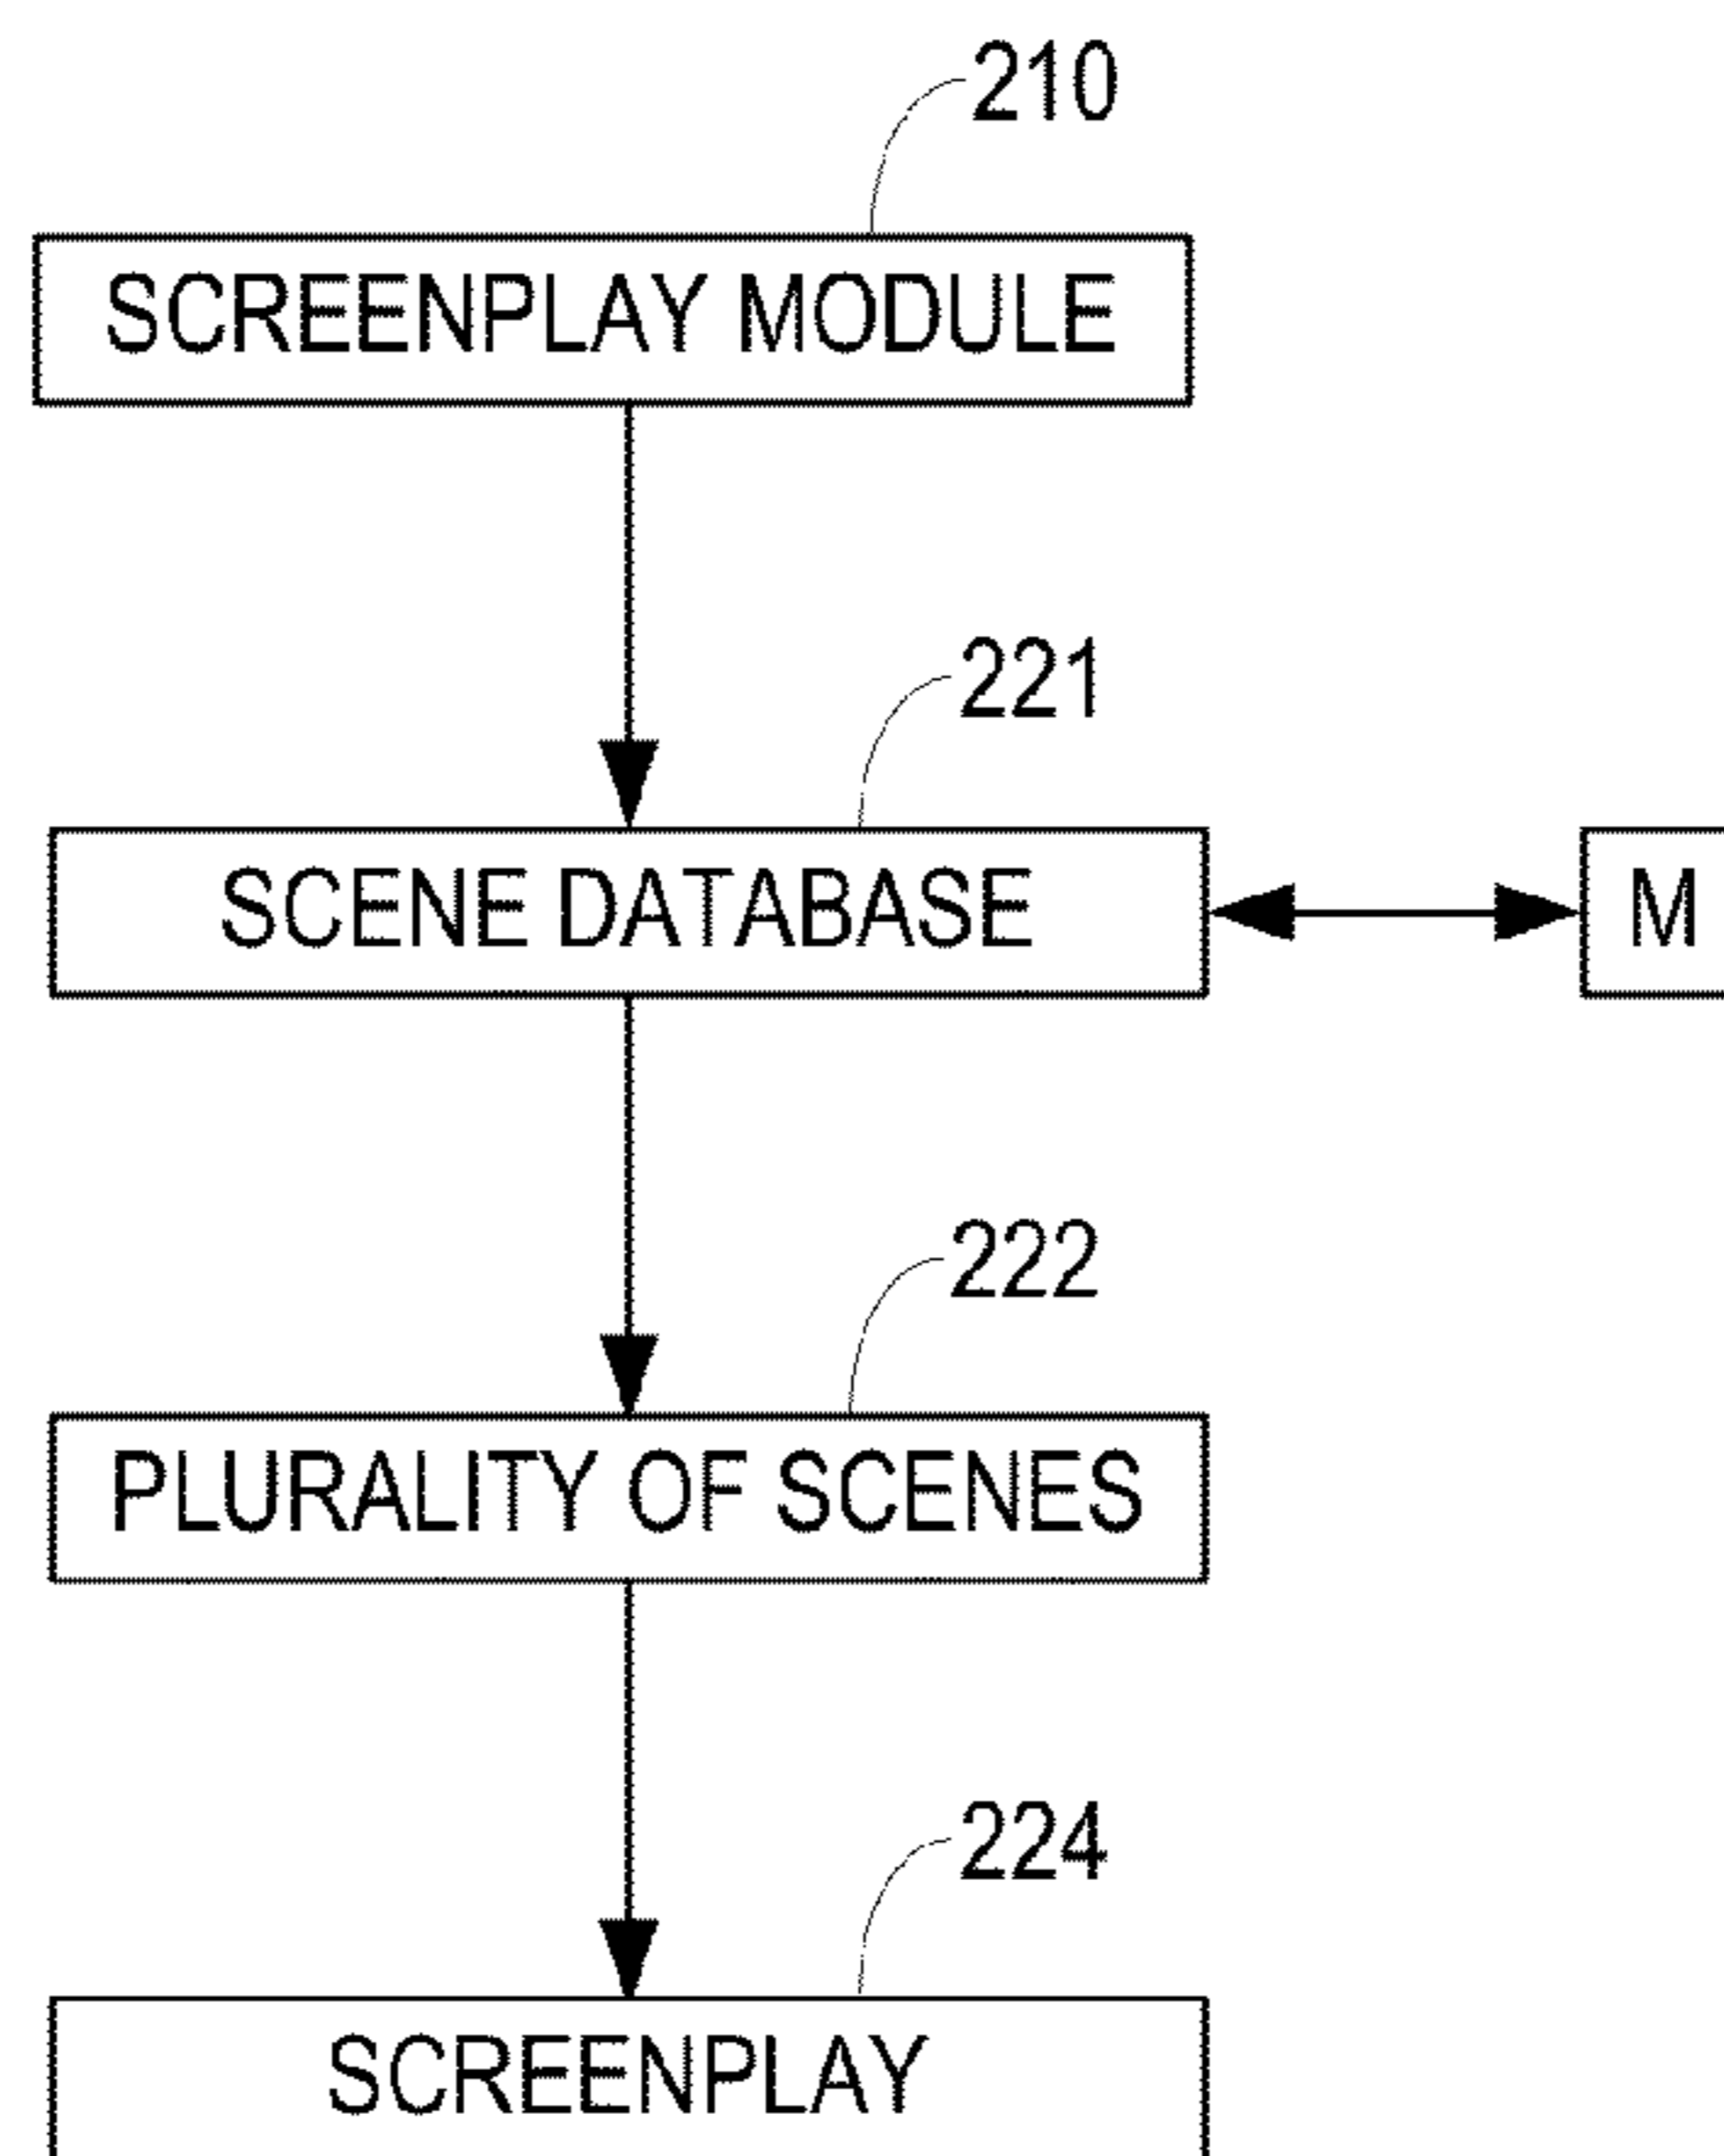 210
SCREENPLAY MODULE
221
SCENE DATABASE
M
222
PLURALITY OF SCENES
224
SCREENPLAY